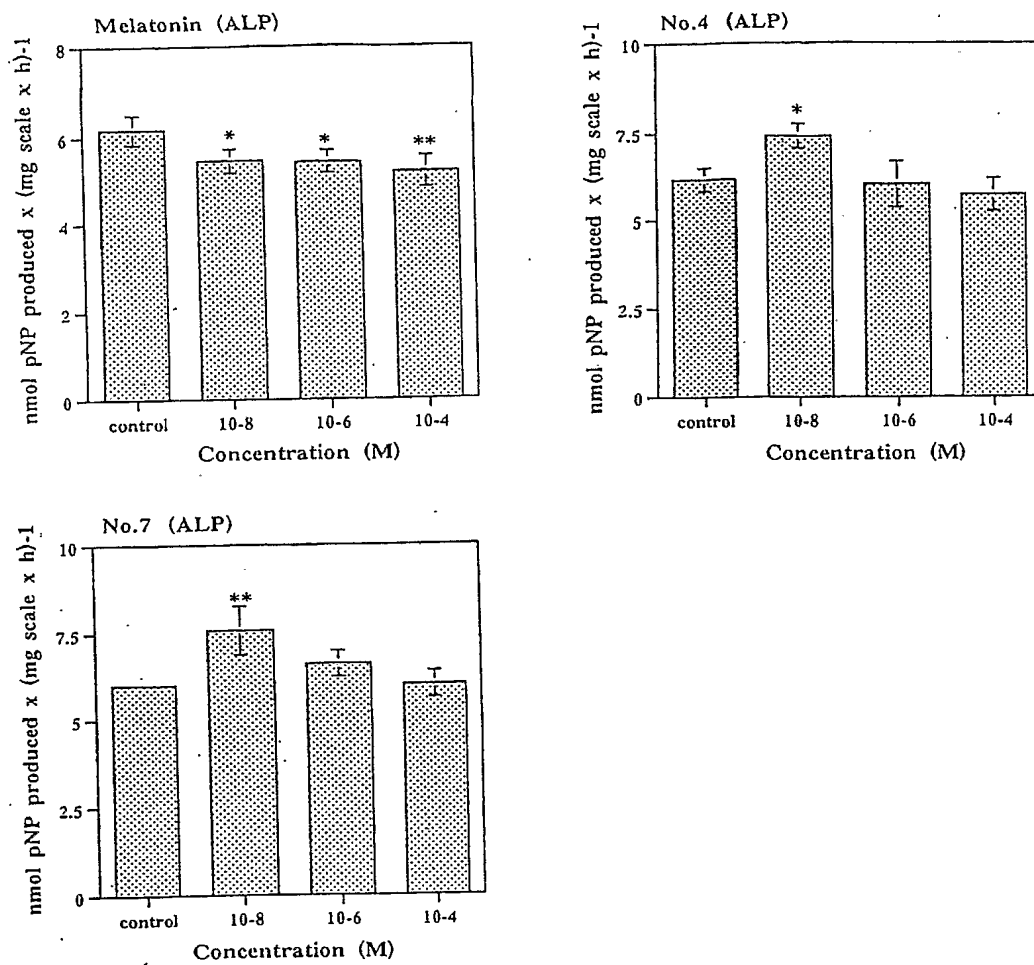 Melatonin (ALP)
nmol pNP produced x (mg scale x h)-1
8
6
4
2
0
*
*
**
control
10-8
10-6
10-4
Concentration (M)
No.4 (ALP)
nmol pNP produced x (mg scale x h)-1
10
7.5
5
2.5
0
*
control
10-8
10-6
10-4
Concentration (M)
No.7 (ALP)
nmol pNP produced x (mg scale x h)-1
10
7.5
5
2.5
0
**
control
10-8
10-6
10-4
Concentration (M)